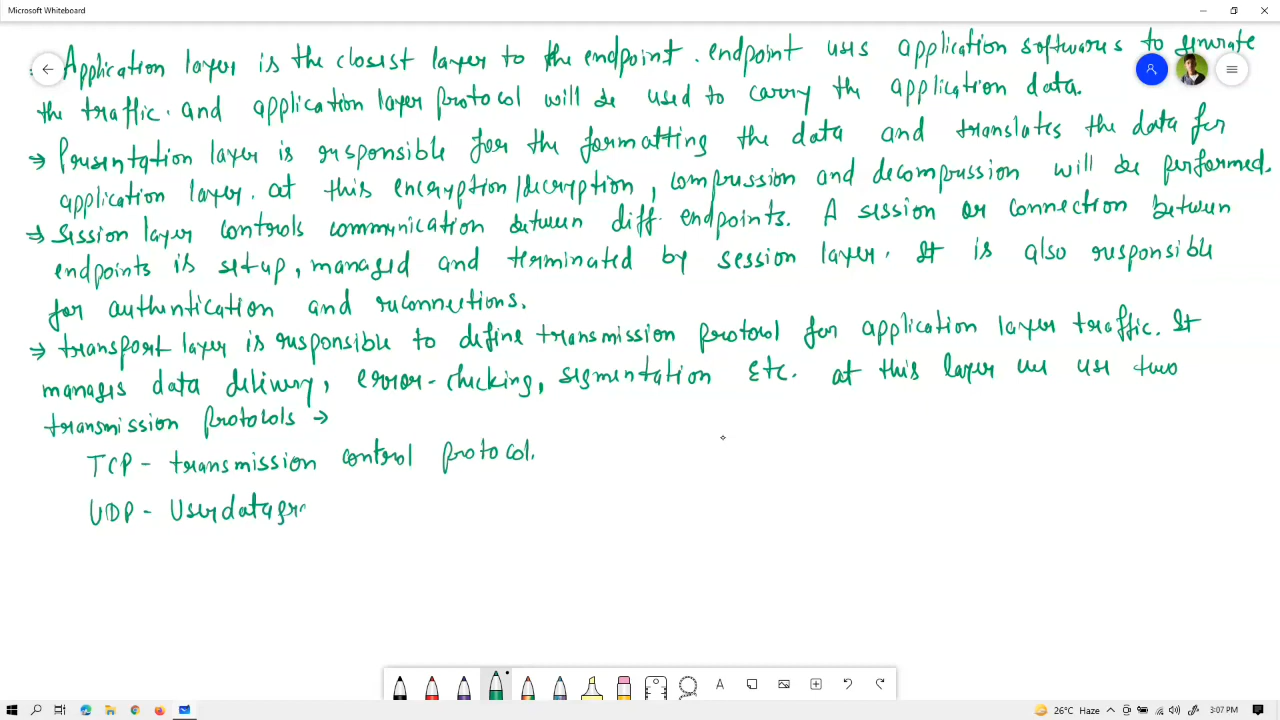 Microsoft Whiteboard
Application layer is the closest layer to the endpoint. endpoint uses application softwares to generate
the traffic. and application layer protocol will be used to carry the application data.
→ Presentation layer is responsible for the formatting the data and translates the data for
application layer. at this encryption/decryption, compression and decompression will be performed.
→ session layer controls communication between diff. endpoints. A session or connection between
endpoints is setup, managed and terminated by session layer. It is also responsible
for authentication and reconnections.
→ transport layer is responsible to define transmission protocol for application layer traffic. It
manages data delivery, error-checking, segmentation Etc. at this layer we use two
transmission protocols →
TCP - transmission control protocol.
UDP - User datagra
A
26°C Haze
3:07 PM